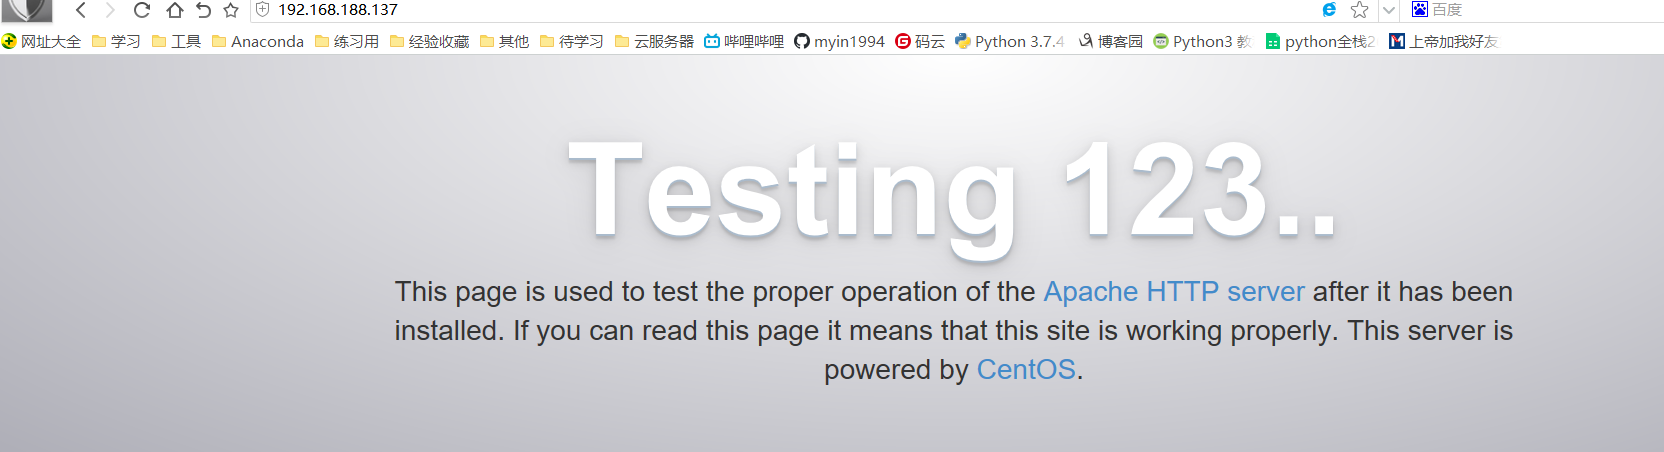 192.168.188.137
百度
网址大全 学习 工具 Anaconda 练习用 经验收藏 其他 待学习 云服务器 哔哩哔哩 myin1994 码云 Python 3.7.4 博客园 Python3 教 python全栈2 上帝加我好友
Testing 123..
This page is used to test the proper operation of the Apache HTTP server after it has been
installed. If you can read this page it means that this site is working properly. This server is
powered by CentOS.